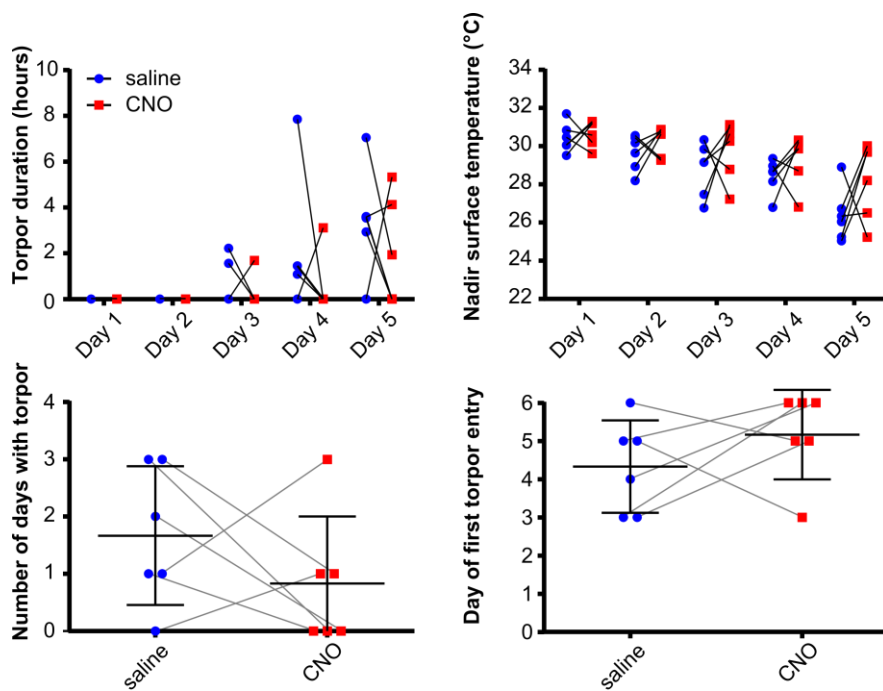 Torpor duration (hours)
10
8
6
4
2
0
saline
CNO
Day 1
Day 2
Day 3
Day 4
Day 5
Nadir surface temperature (°C)
34
32
30
28
26
24
22
Day 1
Day 2
Day 3
Day 4
Day 5
Number of days with torpor
4
3
2
1
0
saline
CNO
Day of first torpor entry
6
5
4
3
2
1
0
saline
CNO